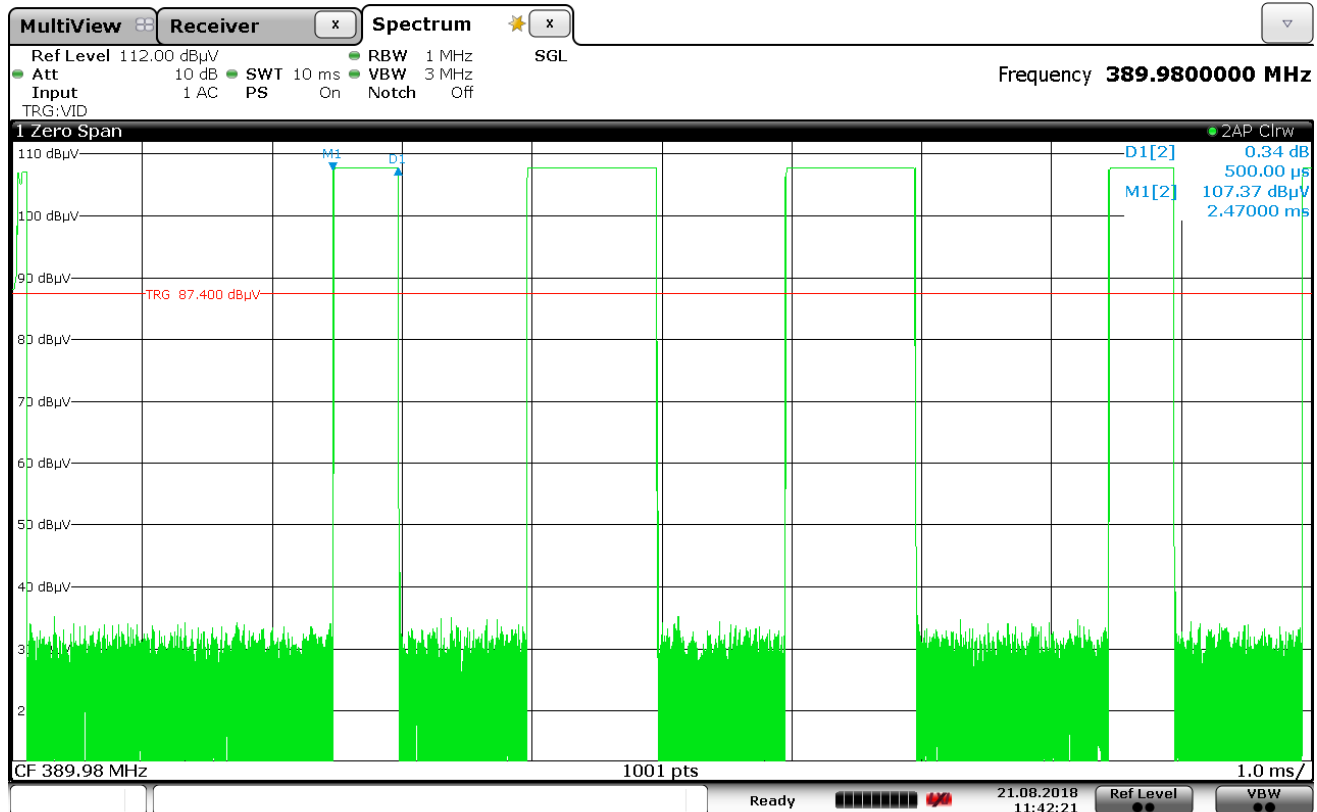 MultiView Receiver x Spectrum x
Ref Level 112.00 dBµV RBW 1 MHz SGL
Att 10 dB SWT 10 ms VBW 3 MHz Frequency 389.9800000 MHz
Input 1 AC PS On Notch Off
TRG:VID
1 Zero Span 2AP Clrw
110 dBµV M1 D1 D1[2] 0.34 dB
500.00 µs
M1[2] 107.37 dBµV
100 dBµV 2.47000 ms
90 dBµV
TRG 87.400 dBµV
80 dBµV
70 dBµV
60 dBµV
50 dBµV
40 dBµV
3
2
CF 389.98 MHz 1001 pts 1.0 ms/
Ready 21.08.2018 Ref Level VBW
11:42:21